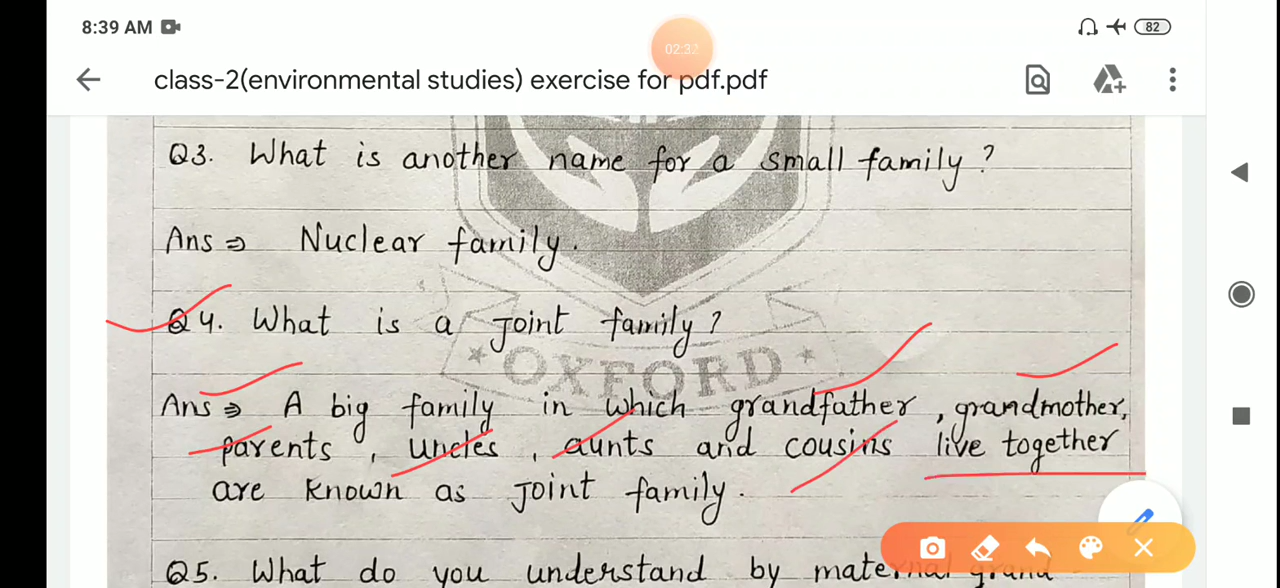 8:39 AM
02:32
82
class-2(environmental studies) exercise for pdf.pdf
Q3. What is another name for a small family?
Ans ⇒ Nuclear family.
Q4. What is a Joint family?
OXFORD
Ans ⇒ A big family in which grandfather, grandmother,
parents, uncles, aunts and cousins live together
are known as Joint family.
Q5. What do you understand by maternal grand